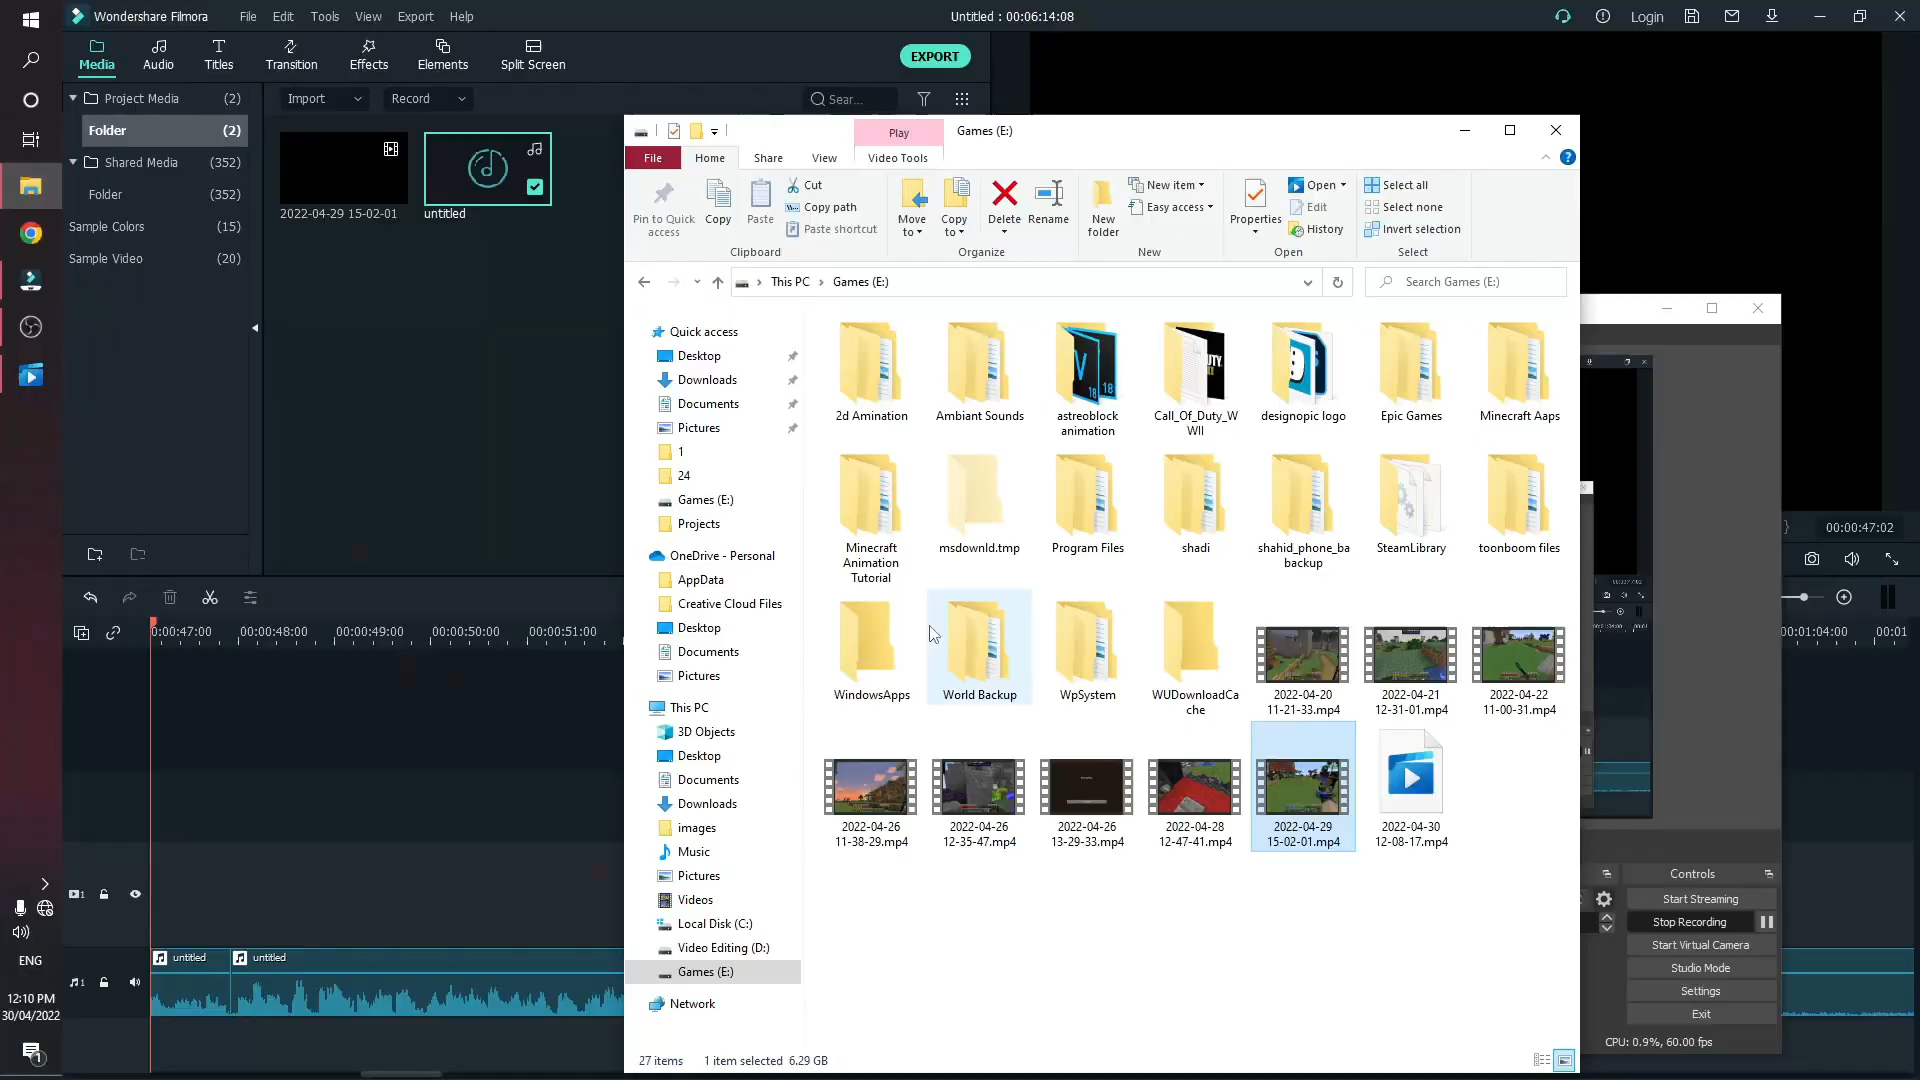 Wondershare Filmora File Edit Tools View Export Help Untitled : 00:06:14:08 Login
Media Audio Titles Transition Effects Elements Split Screen EXPORT
Project Media (2)
Folder (2)
Shared Media (352)
Folder (352)
Sample Colors (15)
Sample Video (20)
Import Record Sear...
2022-04-29 15-02-01 untitled
Play Games (E:)
File Home Share View Video Tools
Pin to Quick access
Copy
Paste
Cut
Copy path
Paste shortcut
Clipboard
Move to
Copy to
Delete
Rename
Organize
New folder
New item
Easy access
New
Properties
Open
Edit
History
Open
Select all
Select none
Invert selection
Select
This PC Games (E:) Search Games (E:)
Quick access
Desktop
Downloads
Documents
Pictures
1
24
Games (E:)
Projects
OneDrive - Personal
AppData
Creative Cloud Files
Desktop
Documents
Pictures
This PC
3D Objects
Desktop
Documents
Downloads
images
Music
Pictures
Videos
Local Disk (C:)
Video Editing (D:)
Games (E:)
Network
2d Amination
Ambiant Sounds
astreoblock
animation
Call_Of_Duty_W
WII
designopic logo
Epic Games
Minecraft Aaps
Minecraft
Animation
Tutorial
msdownld.tmp
Program Files
shadi
shahid_phone_ba
backup
SteamLibrary
toonboom files
WindowsApps
World Backup
WpSystem
WUDownloadCa
che
2022-04-20
11-21-33.mp4
2022-04-21
12-31-01.mp4
2022-04-22
11-00-31.mp4
2022-04-26
11-38-29.mp4
2022-04-26
12-35-47.mp4
2022-04-26
13-29-33.mp4
2022-04-28
12-47-41.mp4
2022-04-29
15-02-01.mp4
2022-04-30
12-08-17.mp4
27 items 1 item selected 6.29 GB
00:00:47:02
0:00:47:00 00:00:48:00 00:00:49:00 00:00:50:00 00:00:51:00
00:01:04:00 00:01
untitled untitled
Controls
Start Streaming
Stop Recording
Start Virtual Camera
Studio Mode
Settings
Exit
CPU: 0.9%, 60.00 fps
ENG
12:10 PM
30/04/2022
1